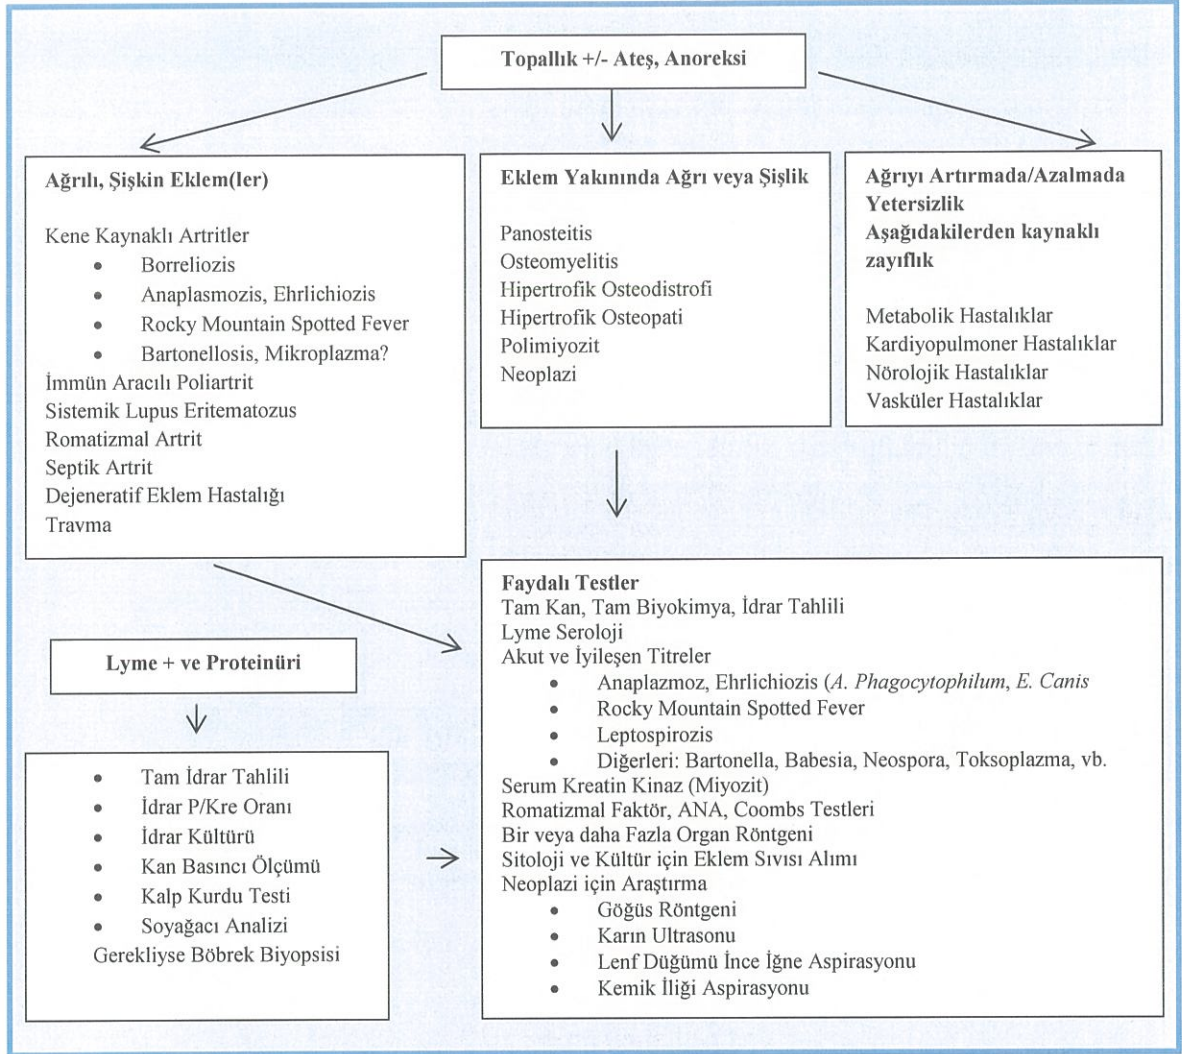 Topallık +/- Ateş, Anoreksi
Ağrılı, Şişkin Eklem(ler)
Kene Kaynaklı Artritler
• Borreliozis
• Anaplasmozis, Ehrlichiozis
• Rocky Mountain Spotted Fever
• Bartonellosis, Mikroplazma?
İmmün Aracılı Poliartrit
Sistemik Lupus Eritematozus
Romatizmal Artrit
Septik Artrit
Dejeneratif Eklem Hastalığı
Travma
Eklem Yakınında Ağrı veya Şişlik
Panosteitis
Osteomyelitis
Hipertrofik Osteodistrofi
Hipertrofik Osteopati
Polimiyozit
Neoplazi
Ağrıyı Artırmada/Azalmada
Yetersizlik
Aşağıdakilerden kaynaklı
zayıflık
Metabolik Hastalıklar
Kardiyopulmoner Hastalıklar
Nörolojik Hastalıklar
Vasküler Hastalıklar
Lyme + ve Proteinüri
• Tam İdrar Tahlili
• İdrar P/Kre Oranı
• İdrar Kültürü
• Kan Basıncı Ölçümü
• Kalp Kurdu Testi
• Soyağacı Analizi
Gerekliyse Böbrek Biyopsisi
Faydalı Testler
Tam Kan, Tam Biyokimya, İdrar Tahlili
Lyme Seroloji
Akut ve İyileşen Titreler
• Anaplazmoz, Ehrlichiozis (A. Phagocytophilum, E. Canis
• Rocky Mountain Spotted Fever
• Leptospirozis
• Diğerleri: Bartonella, Babesia, Neospora, Toksoplazma, vb.
Serum Kreatin Kinaz (Miyozit)
Romatizmal Faktör, ANA, Coombs Testleri
Bir veya daha Fazla Organ Röntgeni
Sitoloji ve Kültür için Eklem Sıvısı Alımı
Neoplazi için Araştırma
• Göğüs Röntgeni
• Karın Ultrasonu
• Lenf Düğümü İnce İğne Aspirasyonu
• Kemik İliği Aspirasyonu